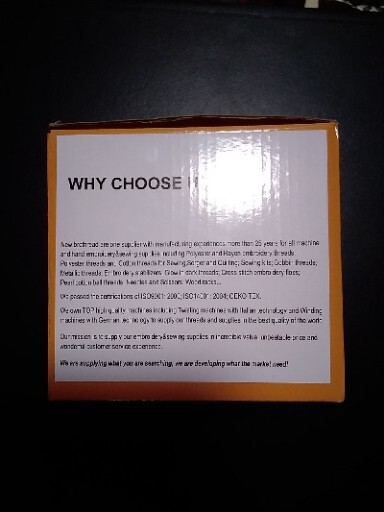 WHY CHOOSE
New brothread are one supplier with manufacturing experiences more than 25 years for all machine
and hand embroidery&sewing supplies including Polyester and Rayon embroidery threads;
Polyester threads and Cotton threads for Sewing,Serger and Quilting; Sewing kits; Bobbin threads;
Metallic threads; Embroidery stabilizers; Glow in dark threads; Cross stitch embroidery floss;
Pearl cotton ball threads; Needles and Scissors; Wood racks...
We passed the certifications of ISO9001: ISO14001: 2004; OEKO TEX.
We own TOP high quality machines including Twisting machines with Italian technology and Winding
machines with German technology to supply our threads and supplies in the best quality of the world.
Our mission is to supply our embroidery&sewing supplies in incredible value, unbeatable price and
wonderful customer service experience.
We are supplying what you are searching, we are developing what the market need!